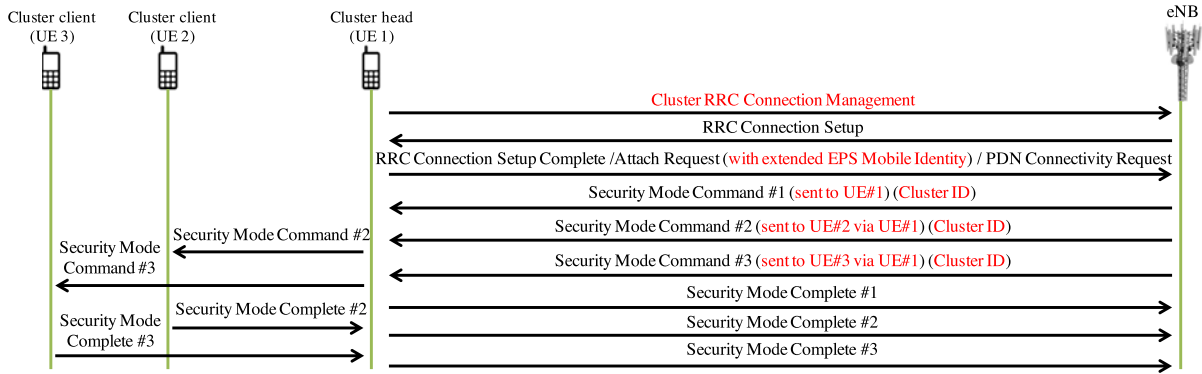 Cluster client
(UE 3)
Cluster client
(UE 2)
Cluster head
(UE 1)
eNB
Cluster RRC Connection Management
RRC Connection Setup
RRC Connection Setup Complete /Attach Request (with extended EPS Mobile Identity) / PDN Connectivity Request
Security Mode Command #1 (sent to UE#1) (Cluster ID)
Security Mode Command #2 (sent to UE#2 via UE#1) (Cluster ID)
Security Mode Command #2
Security Mode
Command #3
Security Mode Command #3 (sent to UE#3 via UE#1) (Cluster ID)
Security Mode Complete #1
Security Mode Complete #2
Security Mode Complete #2
Security Mode
Complete #3
Security Mode Complete #3